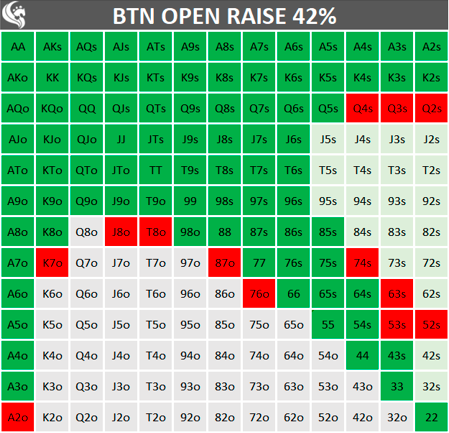 BTN OPEN RAISE 42%
AA AKs AQs AJs ATs A9s A8s A7s A6s A5s A4s A3s A2s
AKo KK KQs KJs KTs K9s K8s K7s K6s K5s K4s K3s K2s
AQo KQo QQ QJs QTs Q9s Q8s Q7s Q6s Q5s Q4s Q3s Q2s
AJo KJo QJo JJ JTs J9s J8s J7s J6s J5s J4s J3s J2s
ATo KTo QTo JTo TT T9s T8s T7s T6s T5s T4s T3s T2s
A9o K9o Q9o J9o T9o 99 98s 97s 96s 95s 94s 93s 92s
A8o K8o Q8o J8o T8o 98o 88 87s 86s 85s 84s 83s 82s
A7o K7o Q7o J7o T7o 97o 87o 77 76s 75s 74s 73s 72s
A6o K6o Q6o J6o T6o 96o 86o 76o 66 65s 64s 63s 62s
A5o K5o Q5o J5o T5o 95o 85o 75o 65o 55 54s 53s 52s
A4o K4o Q4o J4o T4o 94o 84o 74o 64o 54o 44 43s 42s
A3o K3o Q3o J3o T3o 93o 83o 73o 63o 53o 43o 33 32s
A2o K2o Q2o J2o T2o 92o 82o 72o 62o 52o 42o 32o 22